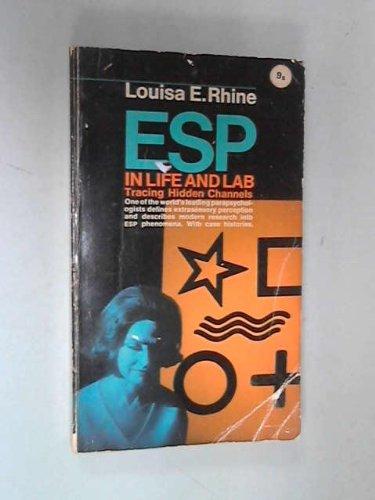 9s
Louisa E. Rhine
ESP
IN LIFE AND LAB
Tracing Hidden Channels
One of the world's leading parapsychol-
ogists defines extrasensory perception
and describes modern research into
ESP phenomena. With case histories.